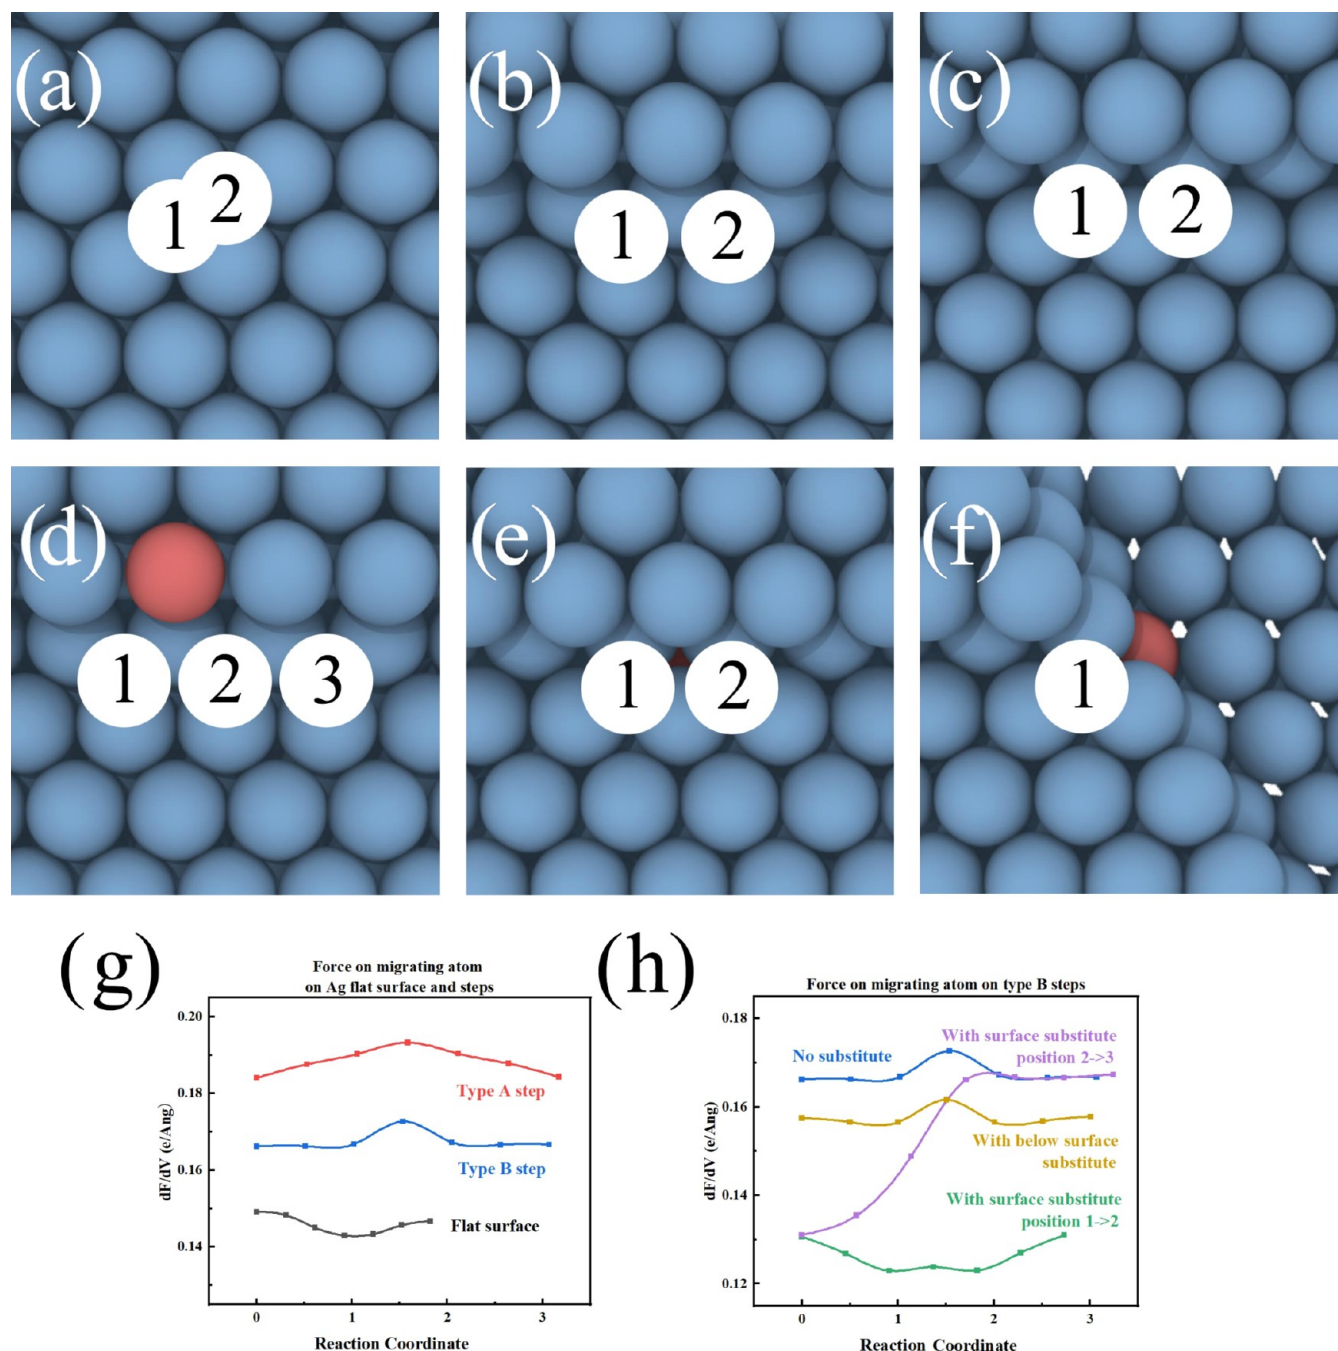 (a)
1
2
(b)
1
2
(c)
1
2
(d)
1
2
3
(e)
1
2
(f)
1
(g)
Force on migrating atom
on Ag flat surface and steps
0.20
0.18
0.16
0.14
dF/dV (e/Ang)
Type A step
Type B step
Flat surface
0
1
2
3
Reaction Coordinate
(h)
Force on migrating atom on type B steps
0.18
0.16
0.14
0.12
dF/dV (e/Ang)
No substitute
With surface substitute
position 2->3
With below surface
substitute
With surface substitute
position 1->2
0
1
2
3
Reaction Coordinate